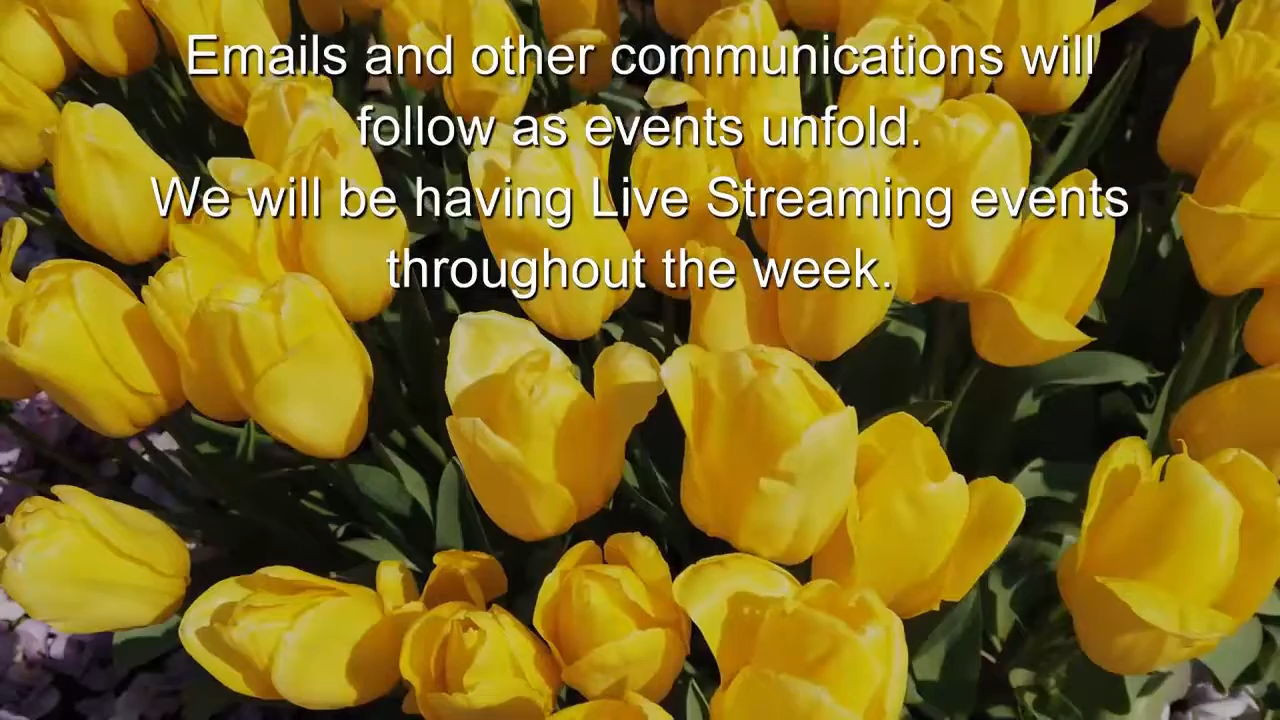 Emails and other communications will
follow as events unfold.
We will be having Live Streaming events
throughout the week.